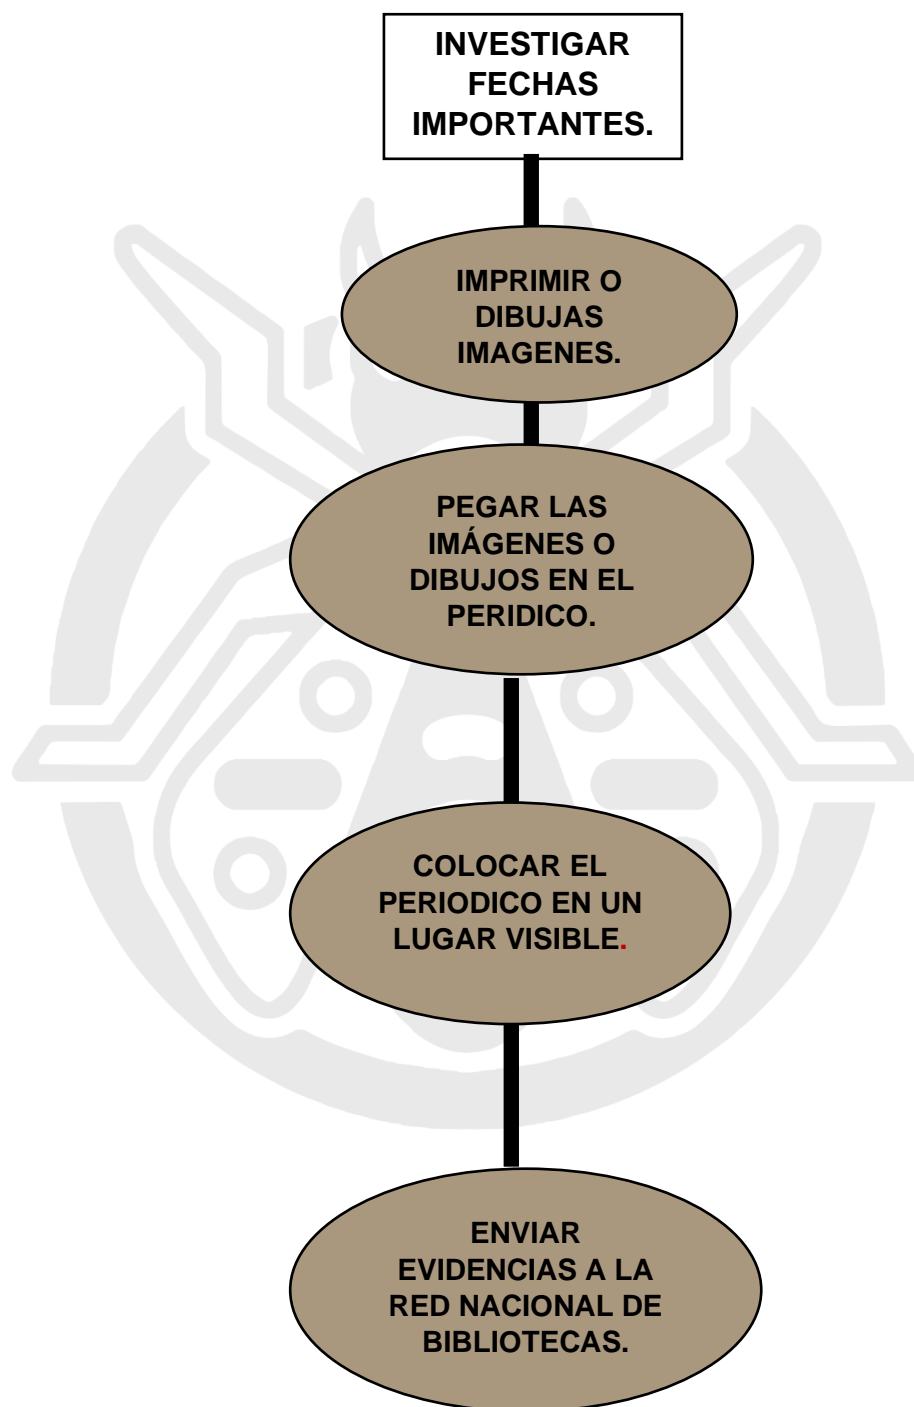 INVESTIGAR
FECHAS
IMPORTANTES.
IMPRIMIR O
DIBUJAS
IMAGENES.
PEGAR LAS
IMÁGENES O
DIBUJOS EN EL
PERIDICO.
COLOCAR EL
PERIODICO EN UN
LUGAR VISIBLE.
ENVIAR
EVIDENCIAS A LA
RED NACIONAL DE
BIBLIOTECAS.